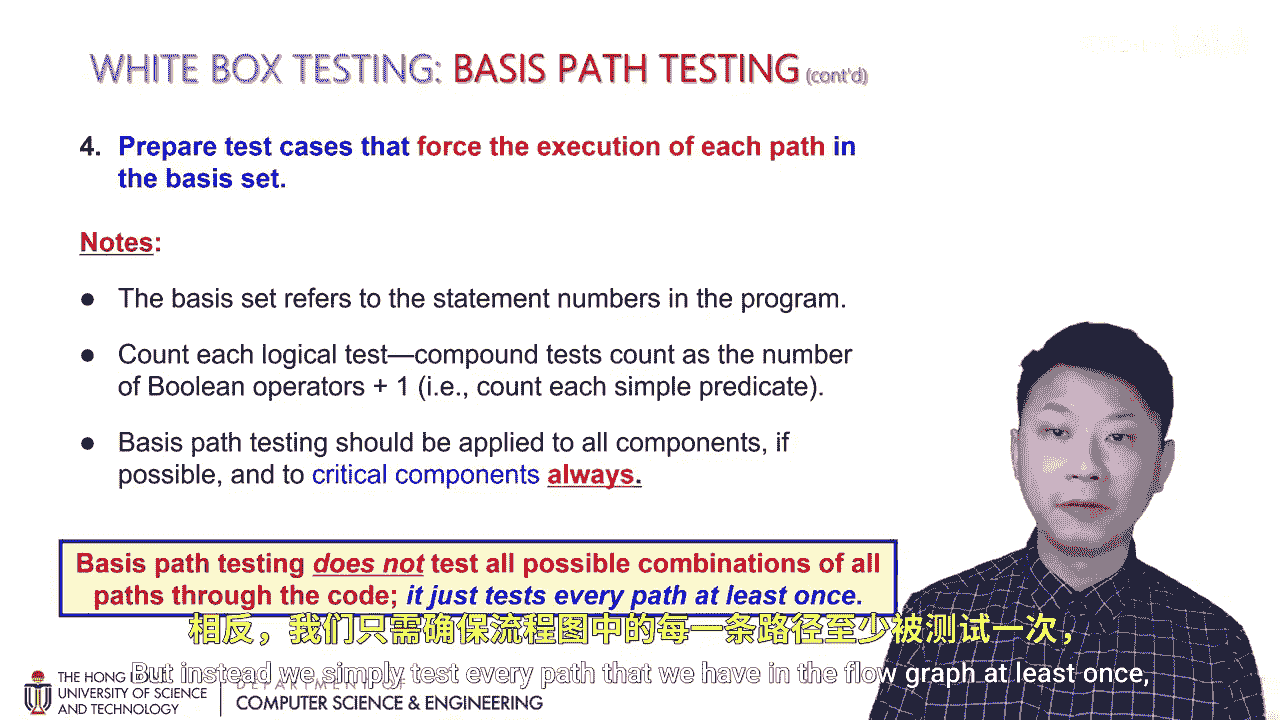 WHITE BOX TESTING: BASIS PATH TESTING (cont'd)
4. Prepare test cases that force the execution of each path in
the basis set.
Notes:
● The basis set refers to the statement numbers in the program.
● Count each logical test—compound tests count as the number
of Boolean operators + 1 (i.e., count each simple predicate).
● Basis path testing should be applied to all components, if
possible, and to critical components always.
Basis path testing does not test all possible combinations of all
paths through the code; it just tests every path at least once.
相反，我们只需确保流程图中的每一条路径至少被测试一次，
But instead we simply test every path that we have in the flow graph at least once,
THE HONG
UNIVERSITY OF SCIENCE
AND TECHNOLOGY
DEPARTMENT OF
COMPUTER SCIENCE & ENGINEERING